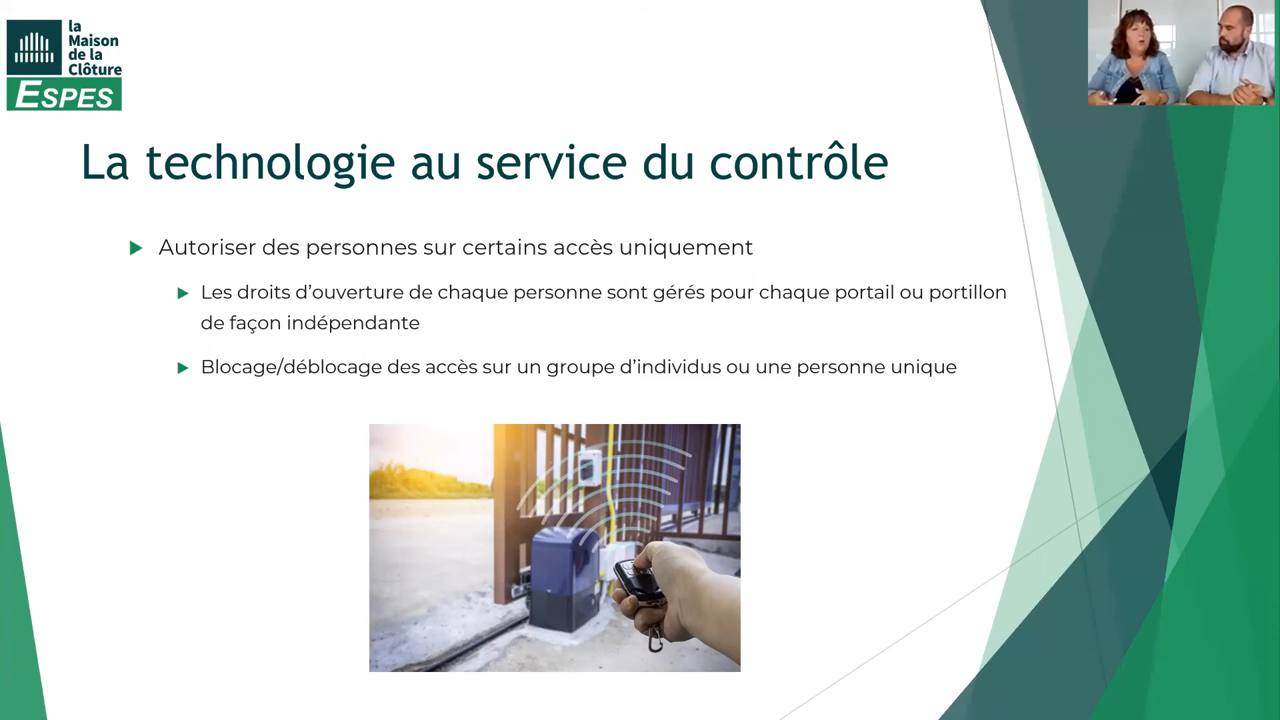 la
Maison
de la
Clôture
ESPES
La technologie au service du contrôle
Autoriser des personnes sur certains accès uniquement
Les droits d’ouverture de chaque personne sont gérés pour chaque portail ou portillon
de façon indépendante
Blocage/déblocage des accès sur un groupe d’individus ou une personne unique